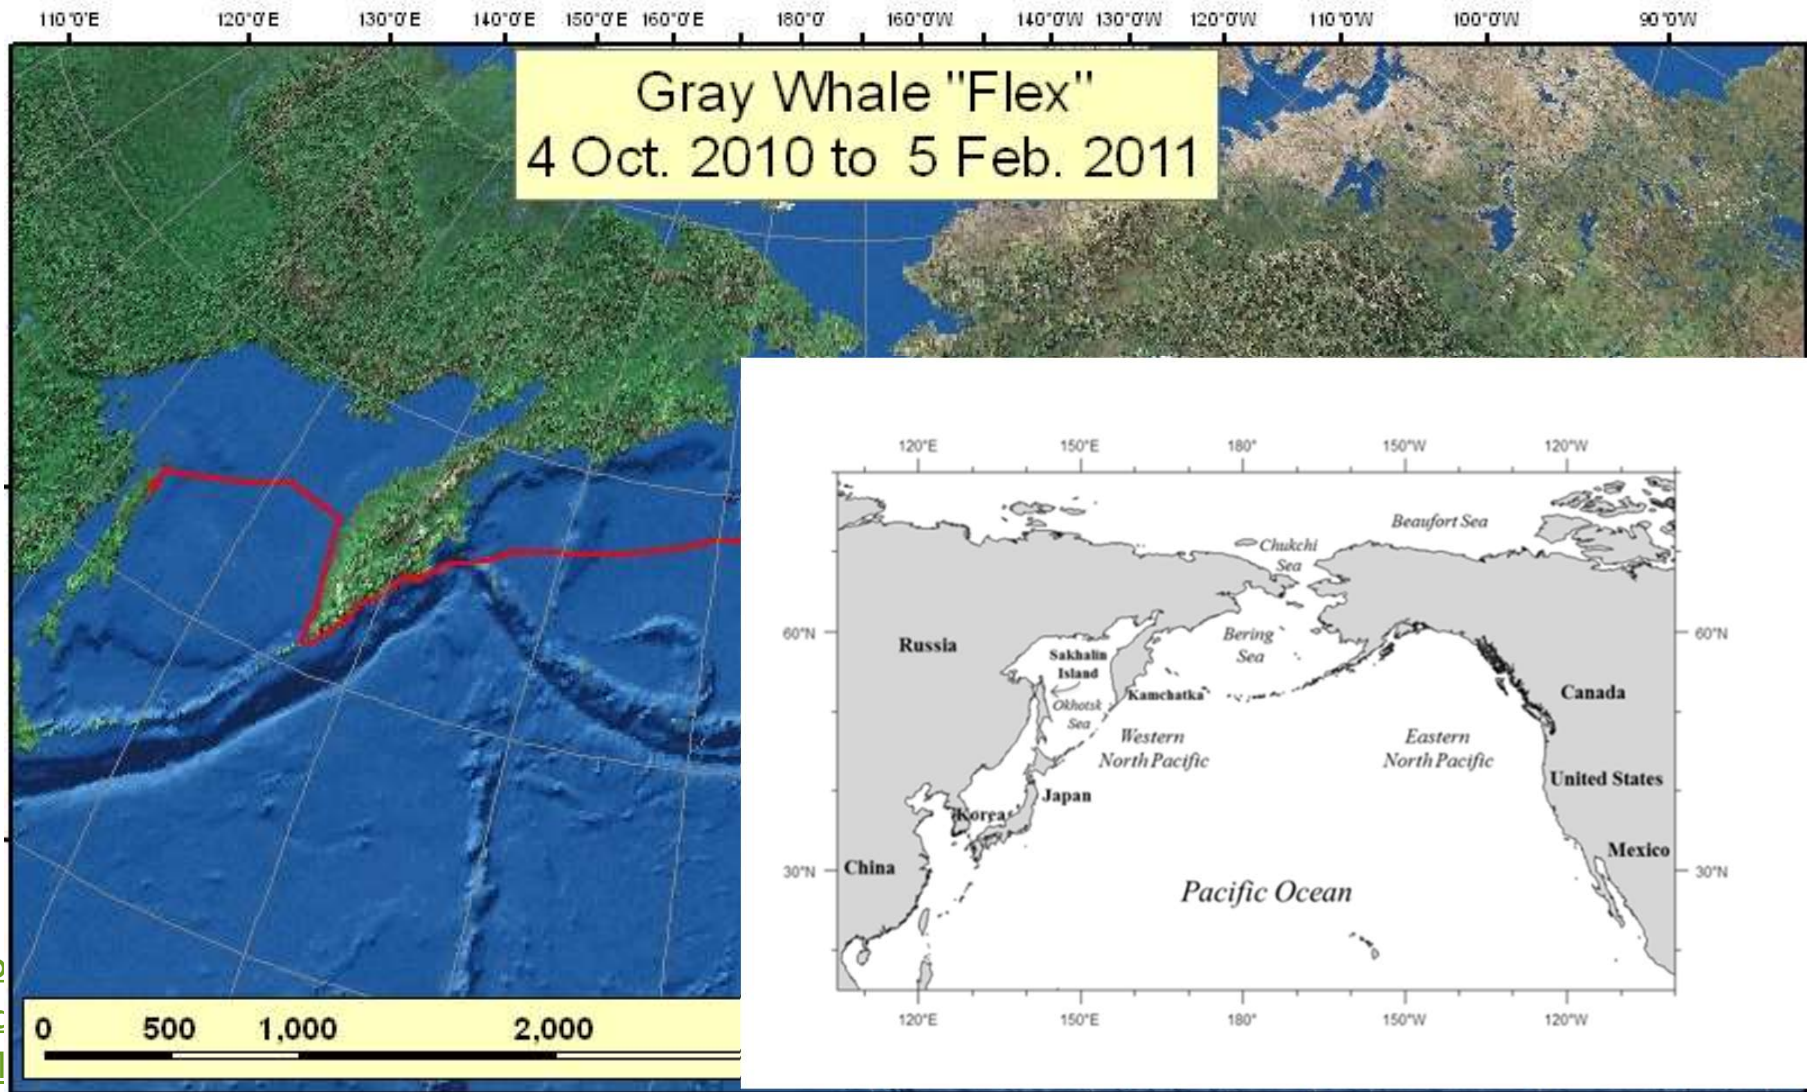 110°0'E 120°0'E 130°0'E 140°0'E 150°0'E 160°0'E 180°0' 160°0'W 140°0'W 130°0'W 120°0'W 110°0'W 100°0'W 90°0'W
Gray Whale "Flex"
4 Oct. 2010 to 5 Feb. 2011
120°E 150°E 180° 150°W 120°W
Beaufort Sea
Chukchi
Sea
60°N
60°N
Russia
Bering
Sea
Sakhalin
Island
Kamchatka
Okhotsk
Sea
Canada
Western
North Pacific
Eastern
North Pacific
United States
Japan
Korea
Mexico
China
30°N
30°N
Pacific Ocean
120°E 150°E 180° 150°W 120°W
0 500 1,000 2,000